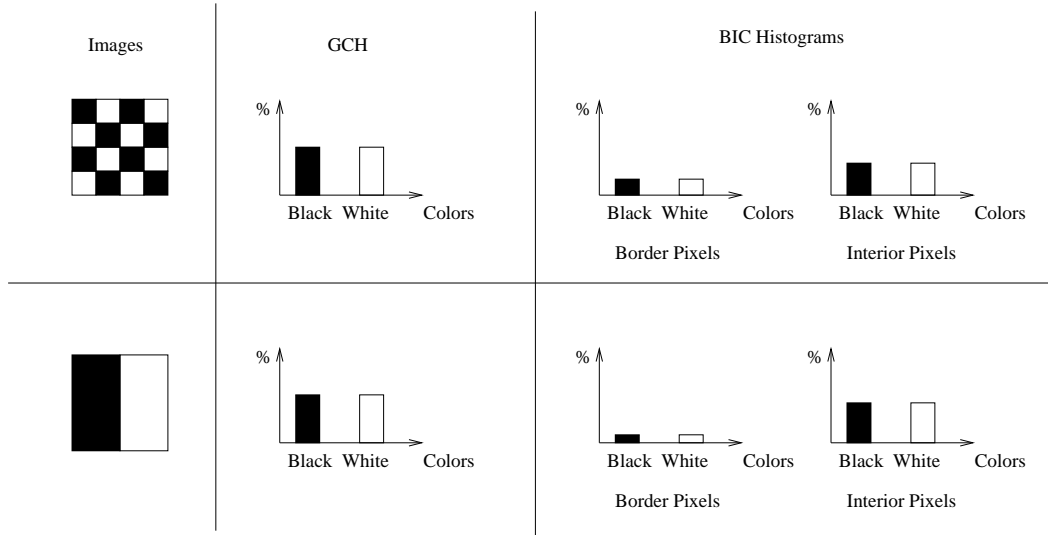 Images
GCH
BIC Histograms
%
Black White Colors
%
Black White Colors
Border Pixels
%
Black White Colors
Interior Pixels
%
Black White Colors
%
Black White Colors
Border Pixels
%
Black White Colors
Interior Pixels